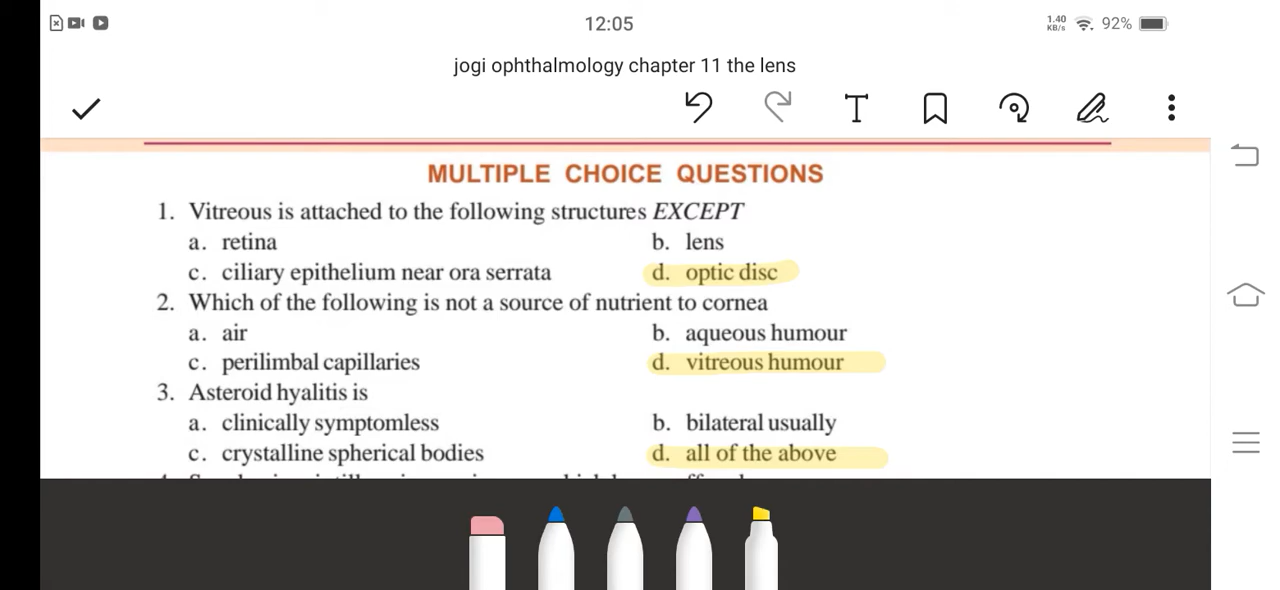 12:05
1.40
KB/s
92%
jogi ophthalmology chapter 11 the lens
T
MULTIPLE CHOICE QUESTIONS
1. Vitreous is attached to the following structures EXCEPT
a. retina b. lens
c. ciliary epithelium near ora serrata d. optic disc
2. Which of the following is not a source of nutrient to cornea
a. air b. aqueous humour
c. perilimbal capillaries d. vitreous humour
3. Asteroid hyalitis is
a. clinically symptomless b. bilateral usually
c. crystalline spherical bodies d. all of the above